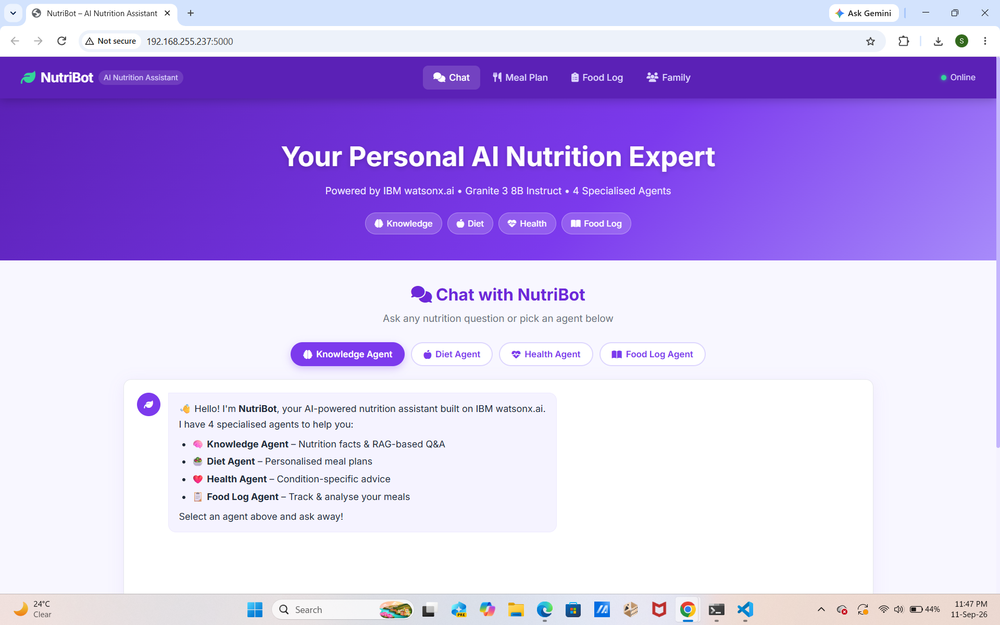 NutriBot – AI Nutrition Assistant
Ask Gemini
Not secure
192.168.255.237:5000
S
NutriBot
AI Nutrition Assistant
Chat
Meal Plan
Food Log
Family
Online
Your Personal AI Nutrition Expert
Powered by IBM watsonx.ai • Granite 3 8B Instruct • 4 Specialised Agents
Knowledge
Diet
Health
Food Log
Chat with NutriBot
Ask any nutrition question or pick an agent below
Knowledge Agent
Diet Agent
Health Agent
Food Log Agent
👋 Hello! I'm NutriBot, your AI-powered nutrition assistant built on IBM watsonx.ai.
I have 4 specialised agents to help you:
• 🧠 Knowledge Agent – Nutrition facts & RAG-based Q&A
• 🥗 Diet Agent – Personalised meal plans
• ❤️ Health Agent – Condition-specific advice
• 📋 Food Log Agent – Track & analyse your meals
Select an agent above and ask away!
24°C
Clear
Search
PRE
44%
11:47 PM
11-Sep-26